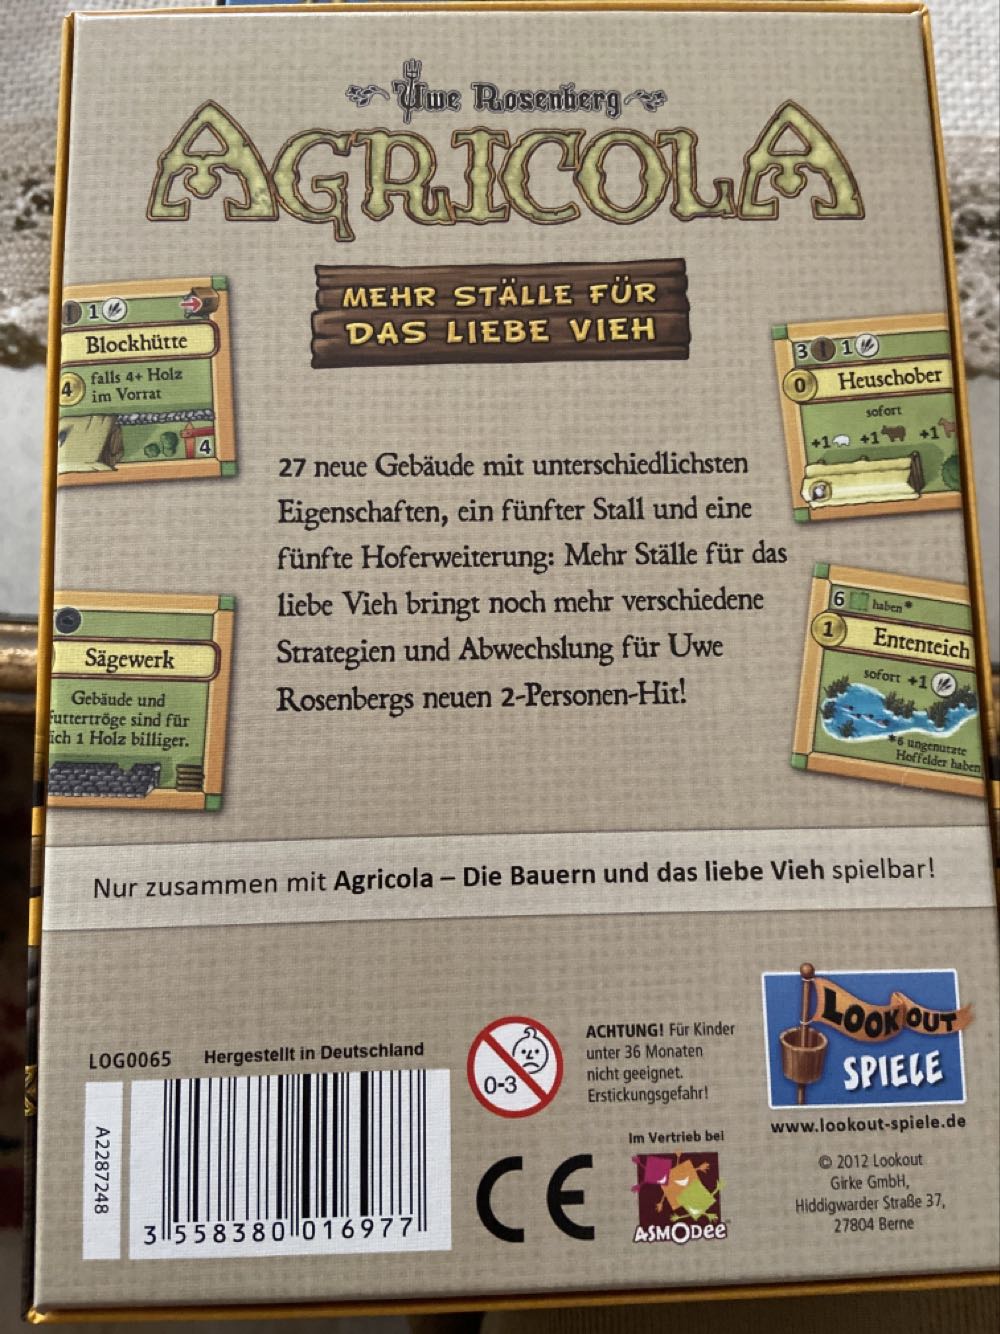 Uwe Rosenberg
AGRICOLA
MEHR STÄLLE FÜR
DAS LIEBE VIEH
1
Blockhütte
4
falls 4+ Holz
im Vorrat
4
3 1
0 Heuschober
sofort
+1 +1 +1
27 neue Gebäude mit unterschiedlichsten
Eigenschaften, ein fünfter Stall und eine
fünfte Hoferweiterung: Mehr Ställe für das
liebe Vieh bringt noch mehr verschiedene
Strategien und Abwechslung für Uwe
Rosenbergs neuen 2-Personen-Hit!
Sägewerk
Gebäude und
Futtertröge sind für
ich 1 Holz billiger.
6 haben*
1 Ententeich
sofort +1
*6 ungenutzte
Hoffelder haben
Nur zusammen mit Agricola – Die Bauern und das liebe Vieh spielbar!
LOG0065 Hergestellt in Deutschland
A2287248
3 558380 016977
0-3
ACHTUNG! Für Kinder
unter 36 Monaten
nicht geeignet.
Erstickungsgefahr!
CE
Im Vertrieb bei
ASMODee
LOOKOUT
SPIELE
www.lookout-spiele.de
© 2012 Lookout
Girke GmbH,
Hiddigwarder Straße 37,
27804 Berne